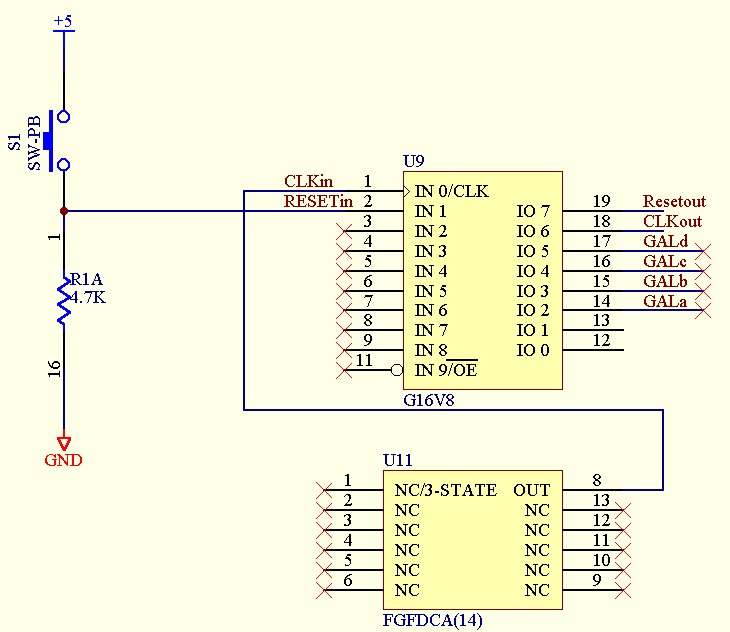 +5
S1
SW-PB
1
R1A
4.7K
16
GND
U9
CLKin 1 IN 0/CLK
RESETin 2 IN 1 IO 7 19 Resetout
3 IN 2 IO 6 18 CLKout
4 IN 3 IO 5 17 GALd
5 IN 4 IO 4 16 GALc
6 IN 5 IO 3 15 GALb
7 IN 6 IO 2 14 GALa
8 IN 7 IO 1 13
9 IN 8 IO 0 12
11 IN 9/OE
G16V8
U11
1 NC/3-STATE OUT 8
2 NC NC 13
3 NC NC 12
4 NC NC 11
5 NC NC 10
6 NC NC 9
FGFDCA(14)